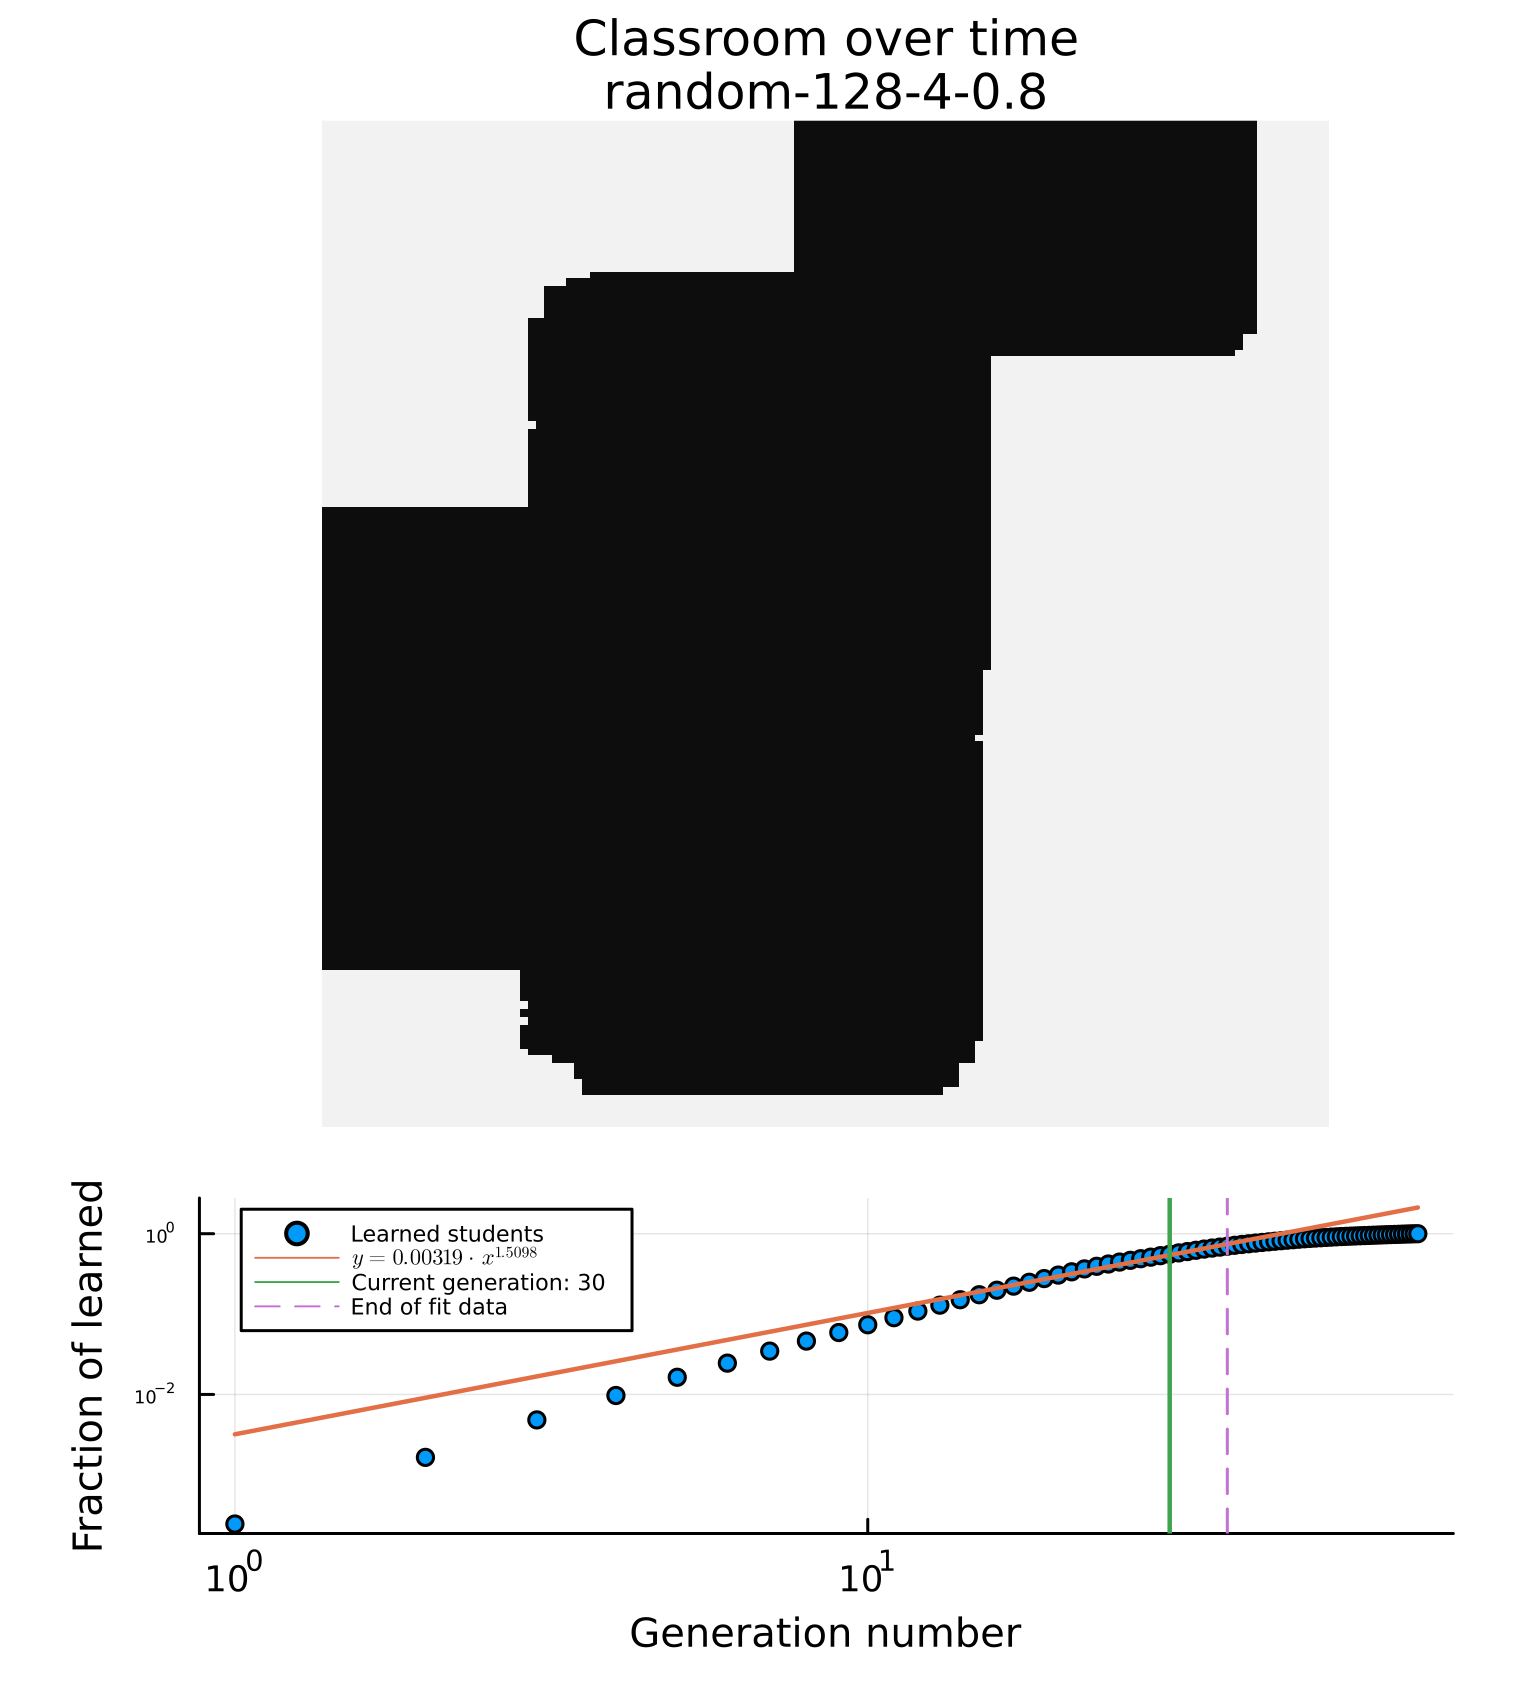 Classroom over time
random-128-4-0.8
Fraction of learned
10^0
10^-2
Learned students
y = 0.00319 · x^1.5098
Current generation: 30
End of fit data
10^0
10^1
Generation number